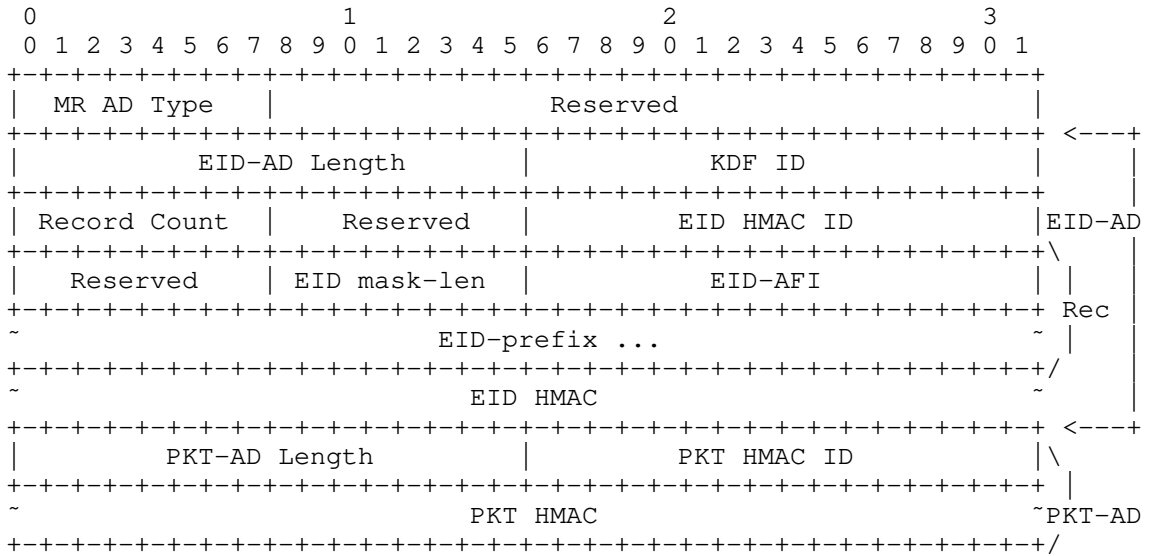 0                   1                   2                   3
 0 1 2 3 4 5 6 7 8 9 0 1 2 3 4 5 6 7 8 9 0 1 2 3 4 5 6 7 8 9 0 1
+-+-+-+-+-+-+-+-+-+-+-+-+-+-+-+-+-+-+-+-+-+-+-+-+-+-+-+-+-+-+-+-+
|  MR AD Type   |                 Reserved                      |
+-+-+-+-+-+-+-+-+-+-+-+-+-+-+-+-+-+-+-+-+-+-+-+-+-+-+-+-+-+-+-+-+ <---+
|           EID-AD Length       |           KDF ID              |     |
+-+-+-+-+-+-+-+-+-+-+-+-+-+-+-+-+-+-+-+-+-+-+-+-+-+-+-+-+-+-+-+-+     |
| Record Count  |    Reserved   |         EID HMAC ID           |EID-AD
+-+-+-+-+-+-+-+-+-+-+-+-+-+-+-+-+-+-+-+-+-+-+-+-+-+-+-+-+-+-+-+-+\    |
|   Reserved    | EID mask-len  |           EID-AFI             | |   |
+-+-+-+-+-+-+-+-+-+-+-+-+-+-+-+-+-+-+-+-+-+-+-+-+-+-+-+-+-+-+-+-+ Rec |
~                          EID-prefix ...                       ~ |   |
+-+-+-+-+-+-+-+-+-+-+-+-+-+-+-+-+-+-+-+-+-+-+-+-+-+-+-+-+-+-+-+-+/    |
~                            EID HMAC                           ~     |
+-+-+-+-+-+-+-+-+-+-+-+-+-+-+-+-+-+-+-+-+-+-+-+-+-+-+-+-+-+-+-+-+ <---+
|         PKT-AD Length         |         PKT HMAC ID           |\
+-+-+-+-+-+-+-+-+-+-+-+-+-+-+-+-+-+-+-+-+-+-+-+-+-+-+-+-+-+-+-+-+ |
~                            PKT HMAC                           ~PKT-AD
+-+-+-+-+-+-+-+-+-+-+-+-+-+-+-+-+-+-+-+-+-+-+-+-+-+-+-+-+-+-+-+-+/